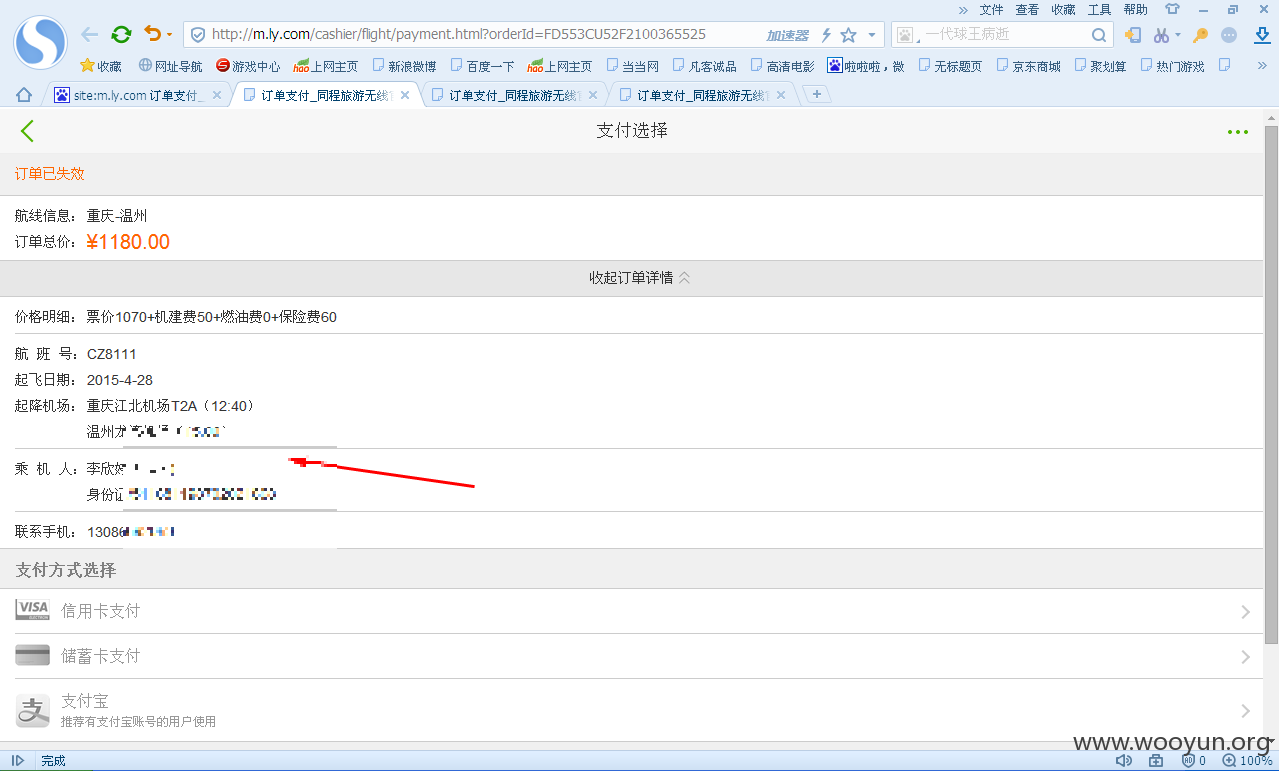 文件 查看 收藏 工具 帮助
http://m.ly.com/cashier/flight/payment.html?orderId=FD553CU52F2100365525 加速器 一代球王病逝
收藏 网址导航 游戏中心 hao上网主页 新浪微博 百度一下 hao上网主页 当当网 凡客诚品 高清电影 啦啦啦，微 无标题页 京东商城 聚划算 热门游戏
site:m.ly.com 订单支付_ 订单支付_同程旅游无线 订单支付_同程旅游无线 订单支付_同程旅游无线
支付选择
订单已失效
航线信息： 重庆-温州
订单总价： ¥1180.00
收起订单详情
价格明细： 票价1070+机建费50+燃油费0+保险费60
航 班 号： CZ8111
起飞日期： 2015-4-28
起降机场： 重庆江北机场T2A（12:40）
温州
乘 机 人： 李欣
身份证
联系手机： 1308
支付方式选择
VISA 信用卡支付
储蓄卡支付
支 支付宝
推荐有支付宝账号的用户使用
www.wooyun.org
完成 0 100%